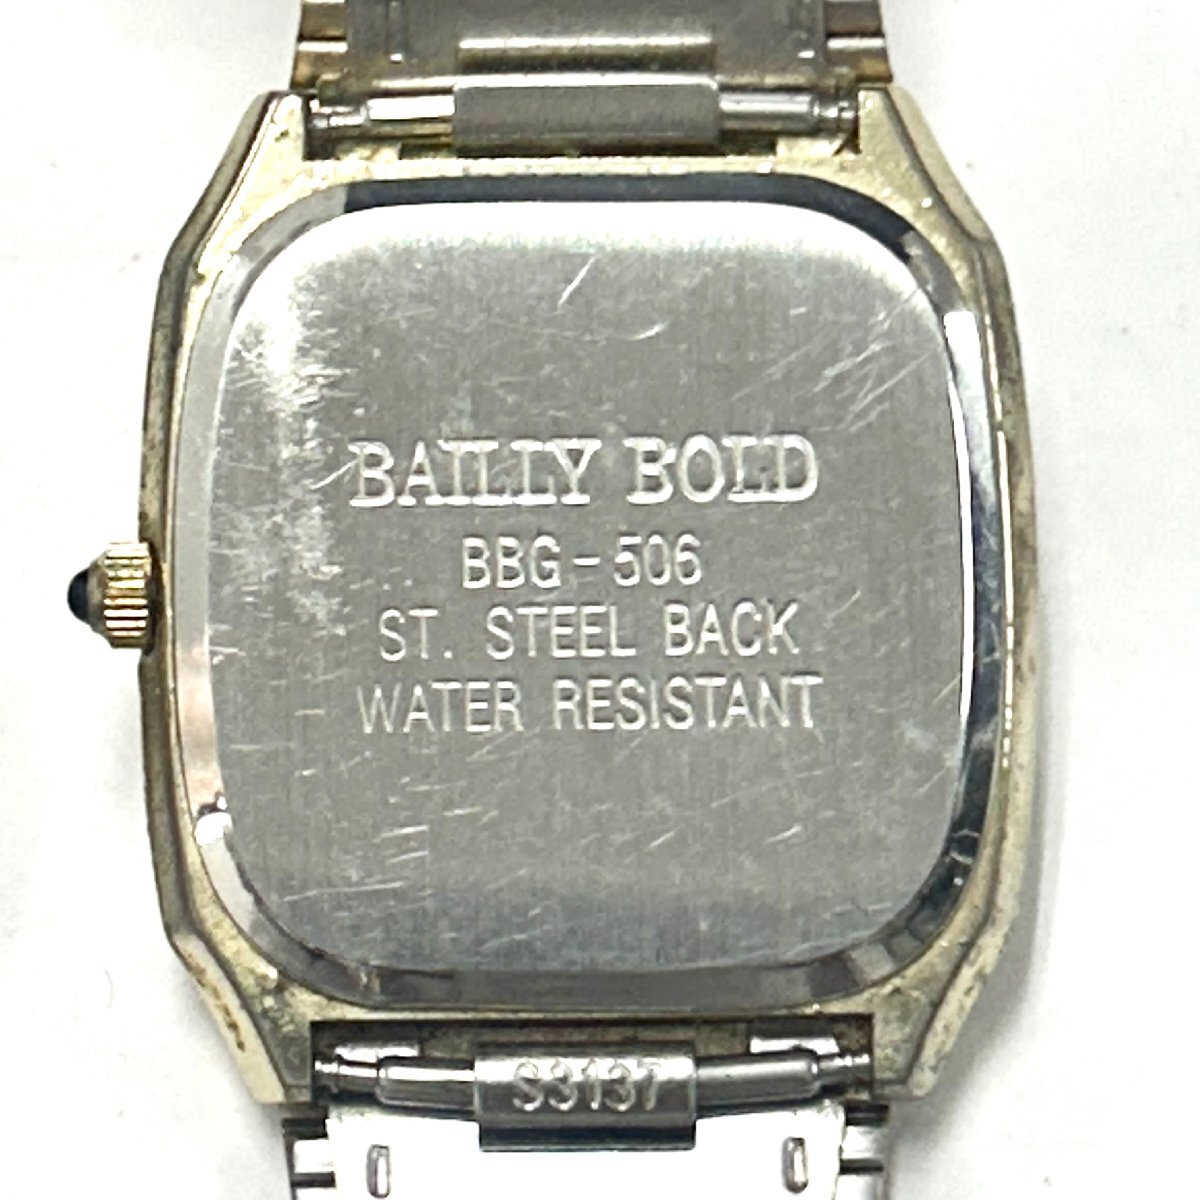 BAILLY BOLD
BBG-506
ST. STEEL BACK
WATER RESISTANT
S3137